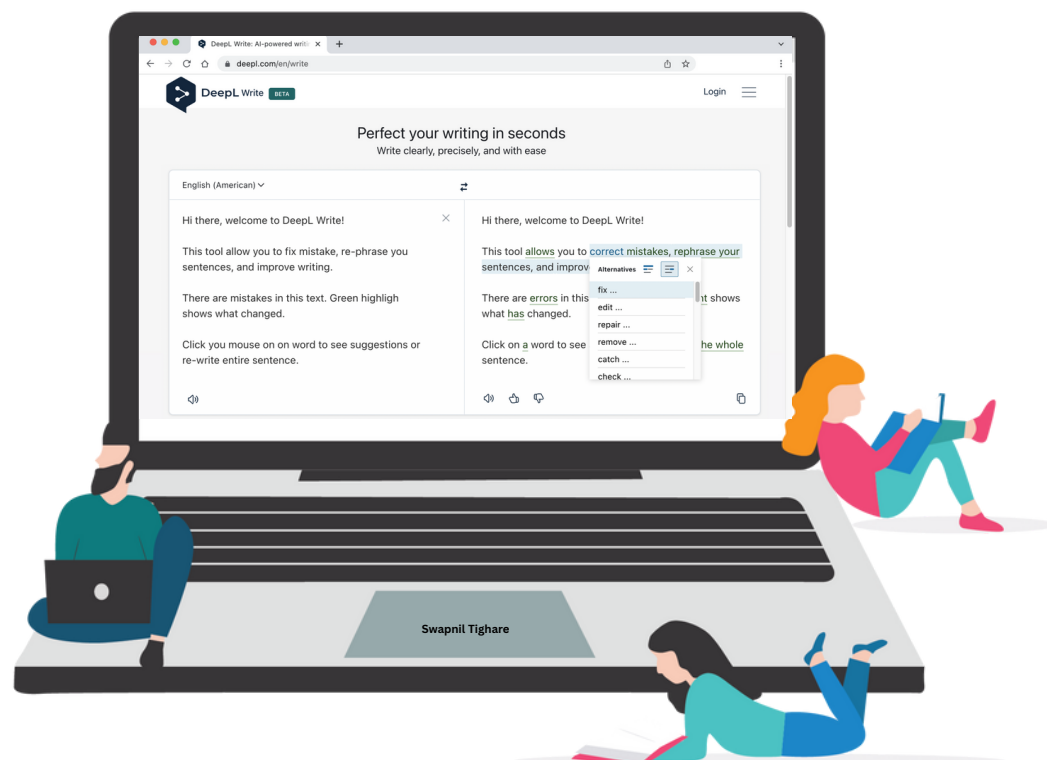 DeepL Write: AI-powered writi
deepl.com/en/write
DeepL Write BETA
Login
Perfect your writing in seconds
Write clearly, precisely, and with ease
English (American)
Hi there, welcome to DeepL Write!
This tool allow you to fix mistake, re-phrase you
sentences, and improve writing.
There are mistakes in this text. Green highligh
shows what changed.
Click you mouse on on word to see suggestions or
re-write entire sentence.
Hi there, welcome to DeepL Write!
This tool allows you to correct mistakes, rephrase your
sentences, and improv
There are errors in this shows
what has changed.
Click on a word to see he whole
sentence.
Alternatives
fix ...
edit ...
repair ...
remove ...
catch ...
check ...
Swapnil Tighare